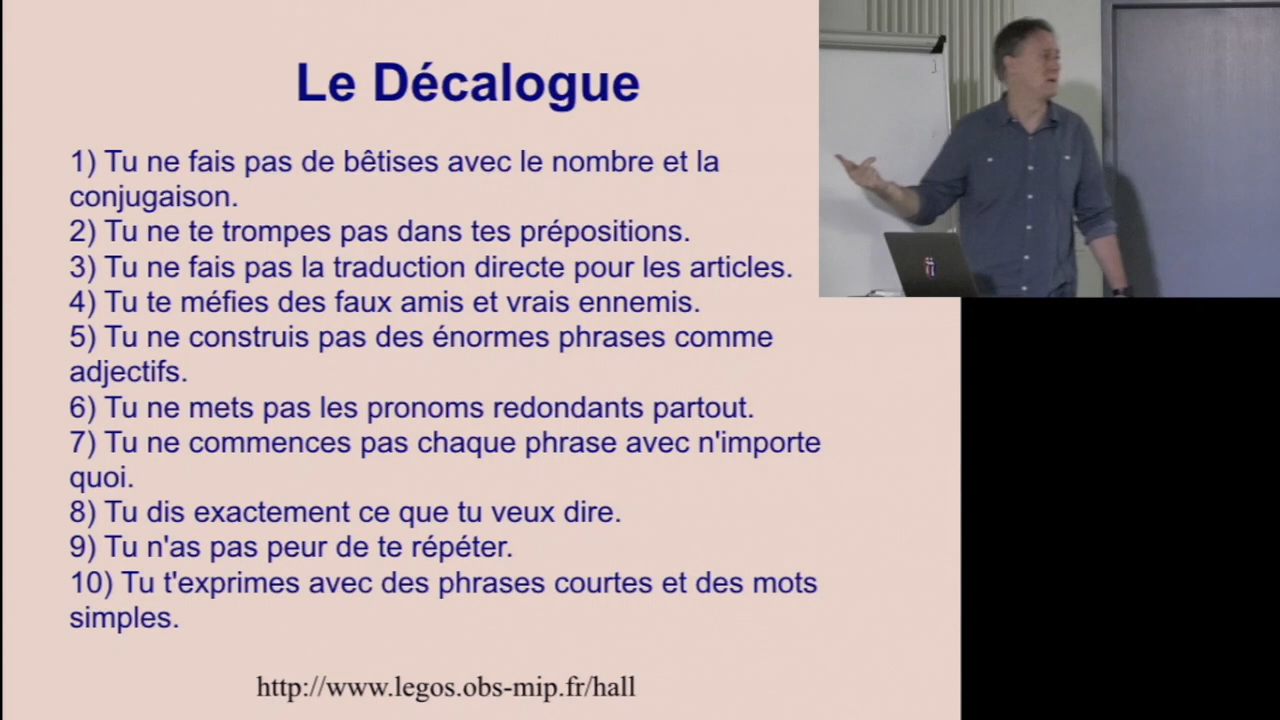 Le Décalogue
1) Tu ne fais pas de bêtises avec le nombre et la
conjugaison.
2) Tu ne te trompes pas dans tes prépositions.
3) Tu ne fais pas la traduction directe pour les articles.
4) Tu te méfies des faux amis et vrais ennemis.
5) Tu ne construis pas des énormes phrases comme
adjectifs.
6) Tu ne mets pas les pronoms redondants partout.
7) Tu ne commences pas chaque phrase avec n'importe
quoi.
8) Tu dis exactement ce que tu veux dire.
9) Tu n'as pas peur de te répéter.
10) Tu t'exprimes avec des phrases courtes et des mots
simples.
http://www.legos.obs-mip.fr/hall